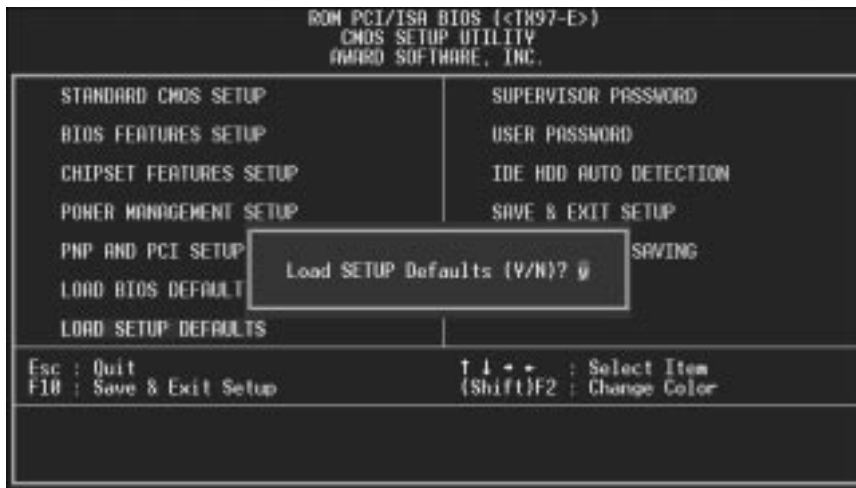 ROM PCI/ISA BIOS (<TX97-E>)
CMOS SETUP UTILITY
AWARD SOFTWARE, INC.
STANDARD CMOS SETUP
BIOS FEATURES SETUP
CHIPSET FEATURES SETUP
POWER MANAGEMENT SETUP
PNP AND PCI SETUP
LOAD BIOS DEFAULT
LOAD SETUP DEFAULTS
SUPERVISOR PASSWORD
USER PASSWORD
IDE HDD AUTO DETECTION
SAVE & EXIT SETUP
SAVING
Load SETUP Defaults (Y/N)? y
Esc : Quit
F10 : Save & Exit Setup
↑ ↓ → ← : Select Item
(Shift)F2 : Change Color